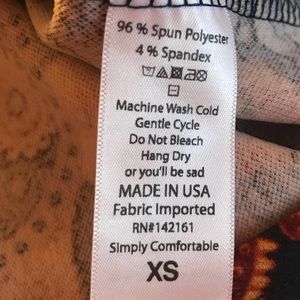 96 % Spun Polyester
4 % Spandex
Machine Wash Cold
Gentle Cycle
Do Not Bleach
Hang Dry
or you'll be sad
MADE IN USA
Fabric Imported
RN#142161
Simply Comfortable
XS